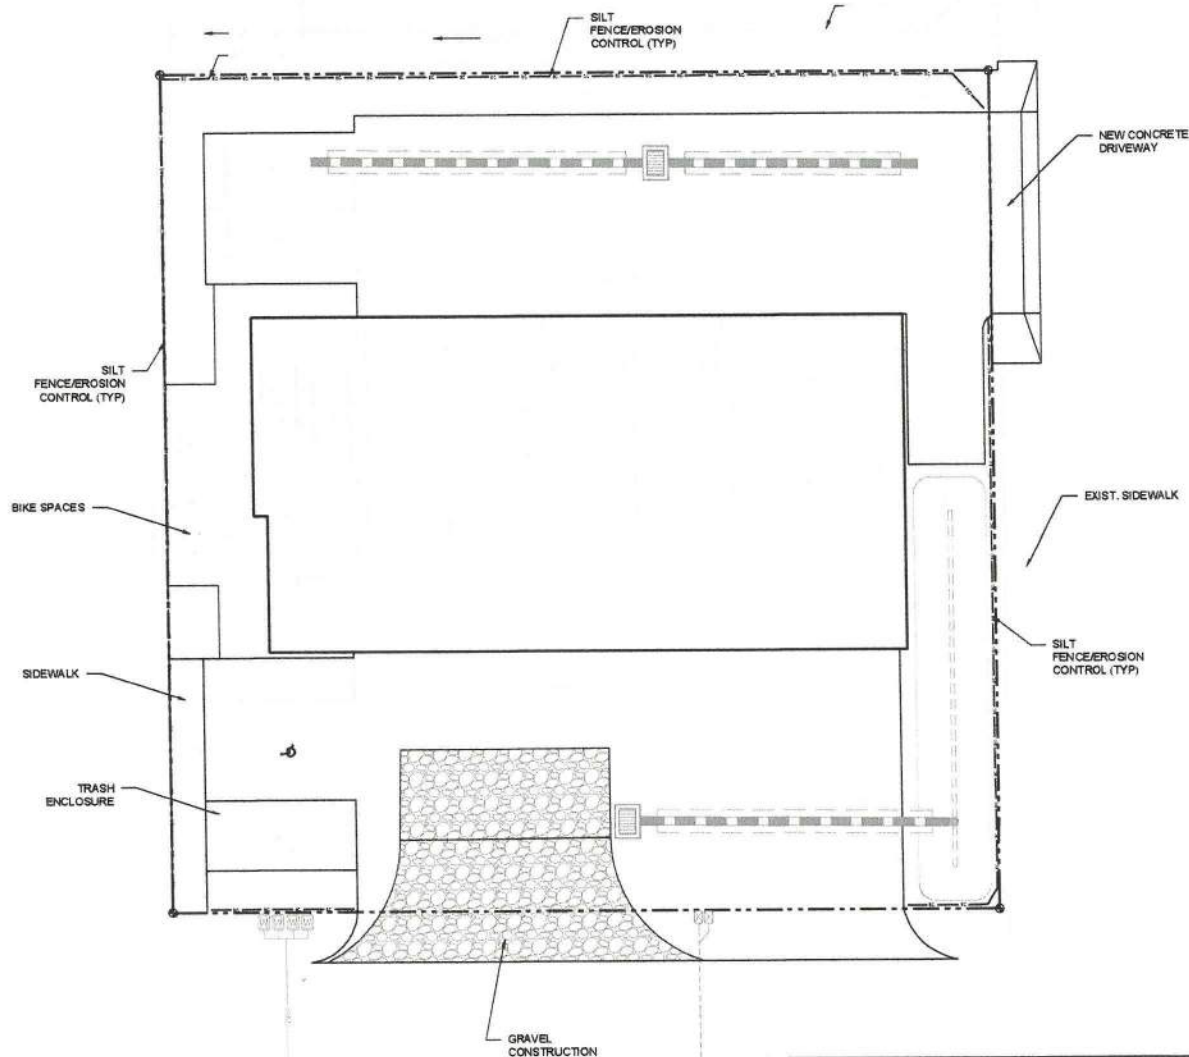 SILT
FENCE/EROSION
CONTROL (TYP)
NEW CONCRETE
DRIVEWAY
SILT
FENCE/EROSION
CONTROL (TYP)
BIKE SPACES
EXIST. SIDEWALK
SILT
FENCE/EROSION
CONTROL (TYP)
SIDEWALK
TRASH
ENCLOSURE
GRAVEL
CONSTRUCTION